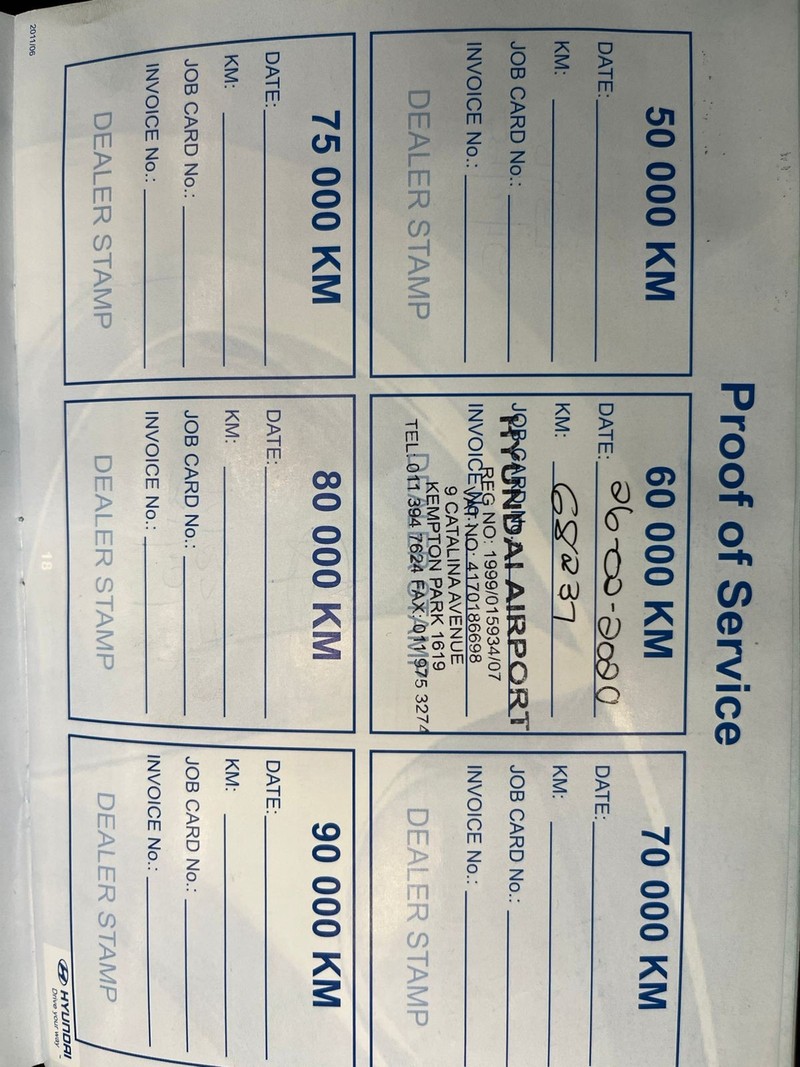 Proof of Service
50 000 KM
DATE:
KM:
JOB CARD No.:
INVOICE No.:
DEALER STAMP
60 000 KM
DATE:
KM: 68237
JOB CARD No.:
INVOICE No.:
DEALER STAMP
HYUNDAI AIRPORT
REG NO: 1999/015934/07
VAT NO: 4170186698
9 CATALINA AVENUE
KEMPTON PARK 1619
TEL: 011 394 7624 FAX: 011 975 3274
70 000 KM
DATE:
KM:
JOB CARD No.:
INVOICE No.:
DEALER STAMP
75 000 KM
DATE:
KM:
JOB CARD No.:
INVOICE No.:
DEALER STAMP
80 000 KM
DATE:
KM:
JOB CARD No.:
INVOICE No.:
DEALER STAMP
90 000 KM
DATE:
KM:
JOB CARD No.:
INVOICE No.:
DEALER STAMP
2011/06
18
HYUNDAI
Drive your way